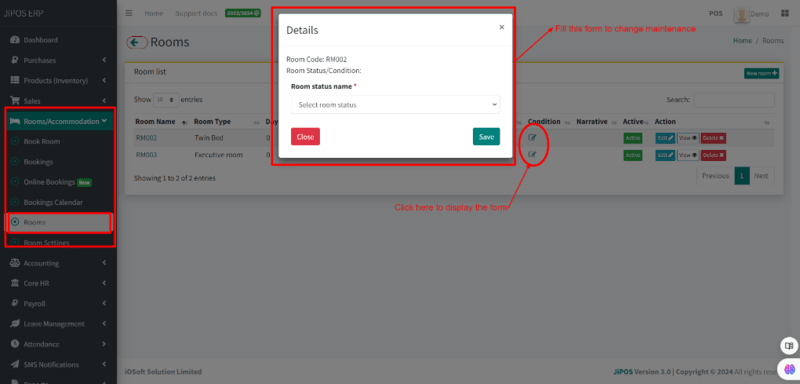 JiPOS ERP
Home
Support docs
2023/2024
POS
Demo
Dashboard
Purchases
Products (Inventory)
Sales
Rooms/Accommodation
Book Room
Bookings
Online Bookings New
Bookings Calendar
Rooms
Room Settings
Accounting
Core HR
Payroll
Leave Management
Attendance
SMS Notifications
Reports
Rooms
Home / Rooms
Room list
New room
Show 10 entries
Search:
Room Name Room Type Day Condition Narrative Active Action
RM002 Twin Bed 0 Active Edit View Delete
RM003 Executive room 0 Active Edit View Delete
Showing 1 to 2 of 2 entries
Previous 1 Next
Details ×
Room Code: RM002
Room Status/Condition:
Room status name *
Select room status
Close Save
Fill this form to change maintenance
Click here to display the form
iOSoft Solution Limited
JiPOS Version 3.0 | Copyright © 2024 All rights rese